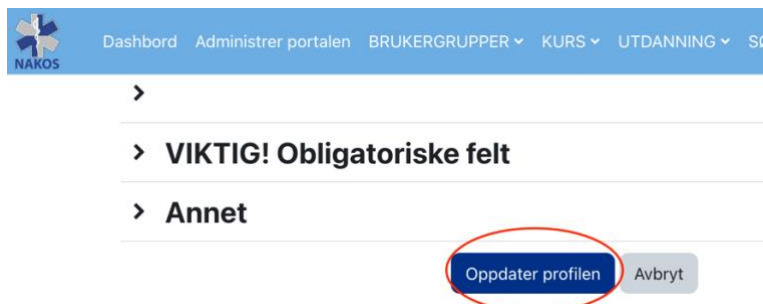 NAKOS
Dashbord Administrer portalen BRUKERGRUPPER KURS UTDANNING
VIKTIG! Obligatoriske felt
Annet
Oppdater profilen Avbryt